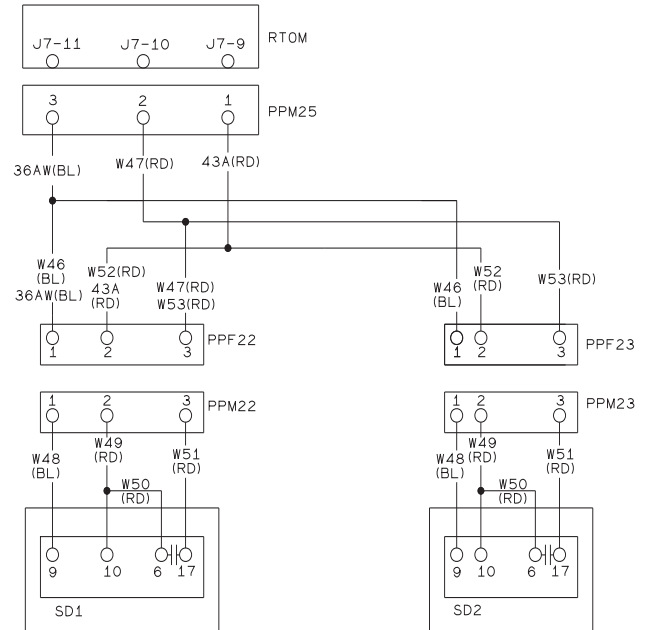 J7-11 J7-10 J7-9 RTOM
3 2 1 PPM25
36AW(BL) W47(RD) 43A(RD)
W46 (BL) 36AW(BL)
W52(RD) 43A (RD)
W47(RD) W53(RD)
W46 (BL)
W52 (RD)
W53(RD)
1 2 3 PPF22
1 2 3 PPF23
1 2 3 PPM22
1 2 3 PPM23
W48 (BL)
W49 (RD)
W51 (RD)
W50 (RD)
W48 (BL)
W49 (RD)
W51 (RD)
W50 (RD)
9 10 6 17
9 10 6 17
SD1
SD2